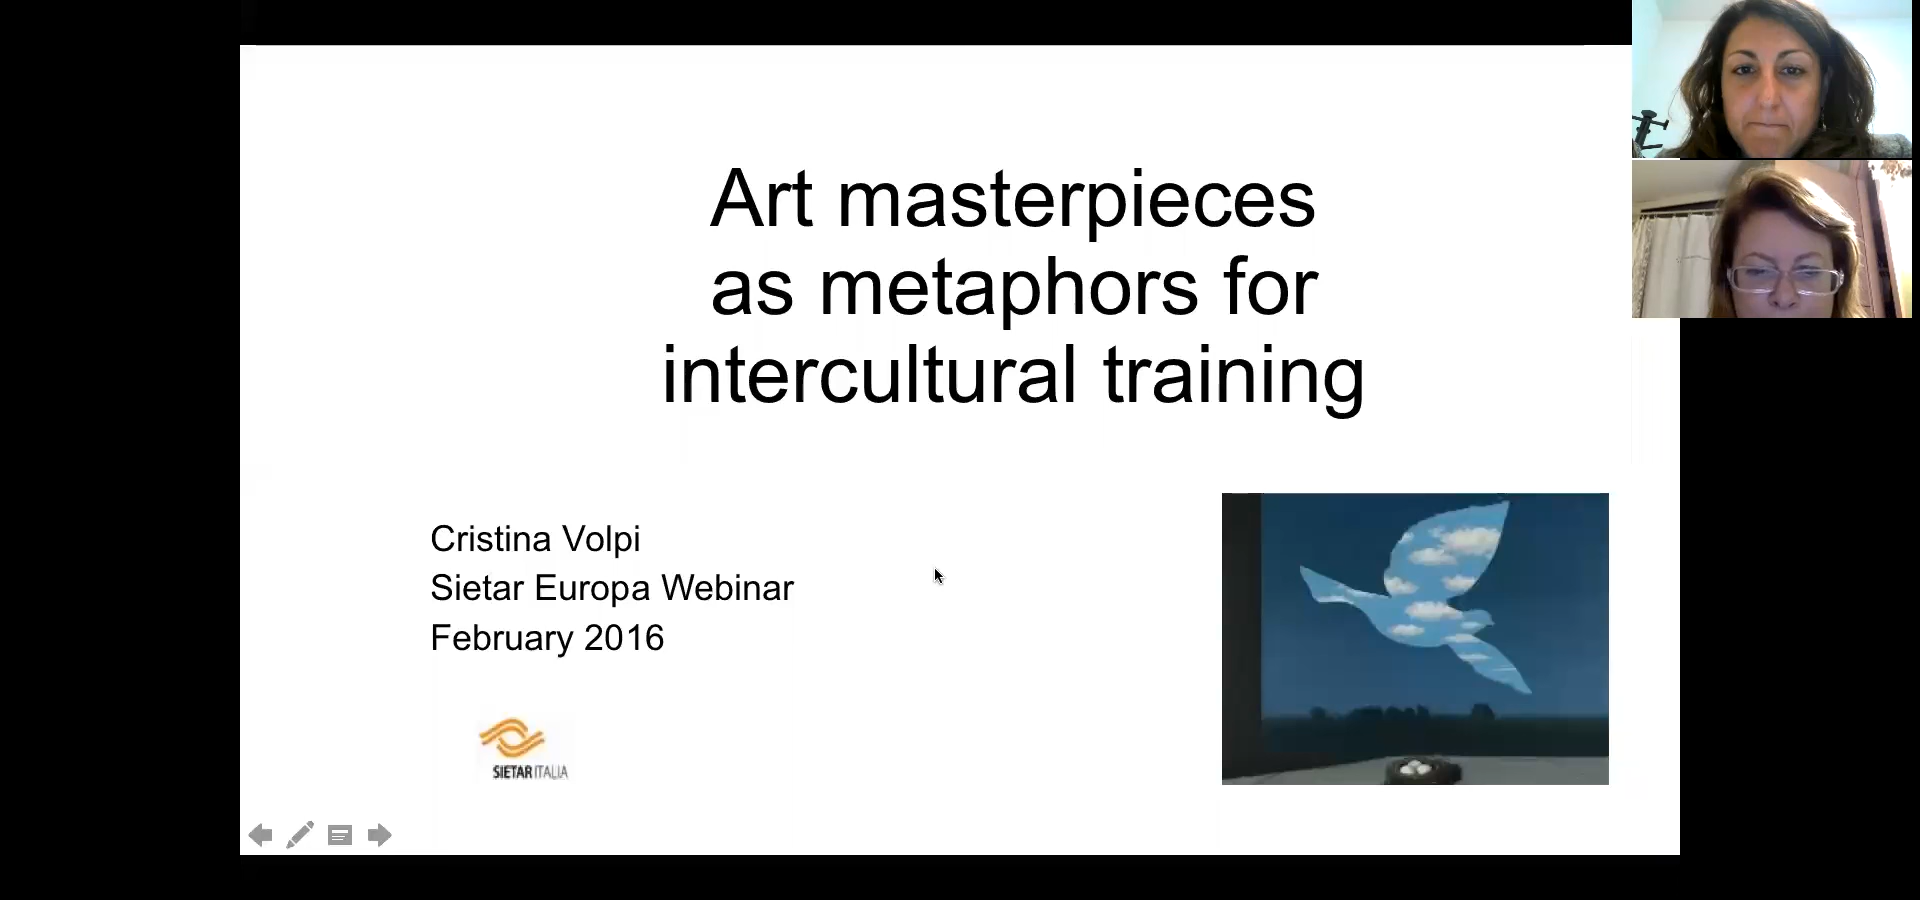 Art masterpieces
as metaphors for
intercultural training
Cristina Volpi
Sietar Europa Webinar
February 2016
SIETAR ITALIA